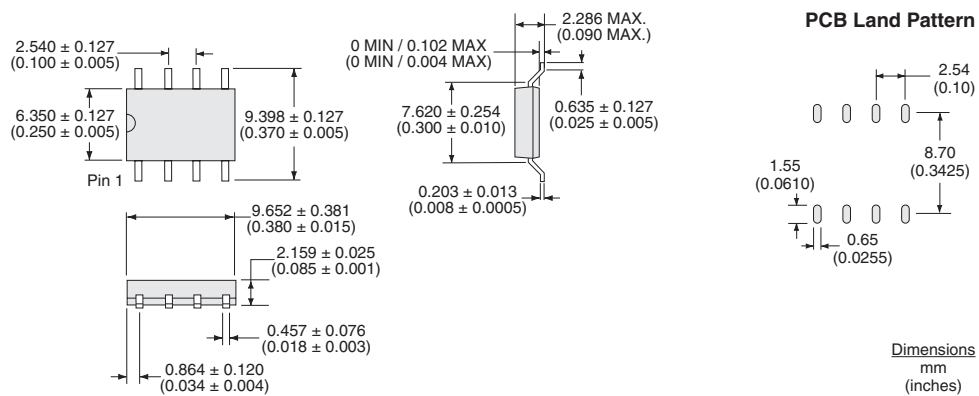 2.540 ± 0.127
(0.100 ± 0.005)
6.350 ± 0.127
(0.250 ± 0.005)
9.398 ± 0.127
(0.370 ± 0.005)
Pin 1
9.652 ± 0.381
(0.380 ± 0.015)
2.159 ± 0.025
(0.085 ± 0.001)
0.457 ± 0.076
(0.018 ± 0.003)
0.864 ± 0.120
(0.034 ± 0.004)
2.286 MAX.
(0.090 MAX.)
0 MIN / 0.102 MAX
(0 MIN / 0.004 MAX)
7.620 ± 0.254
(0.300 ± 0.010)
0.635 ± 0.127
(0.025 ± 0.005)
0.203 ± 0.013
(0.008 ± 0.0005)
PCB Land Pattern
2.54
(0.10)
8.70
(0.3425)
1.55
(0.0610)
0.65
(0.0255)
Dimensions
mm
(inches)